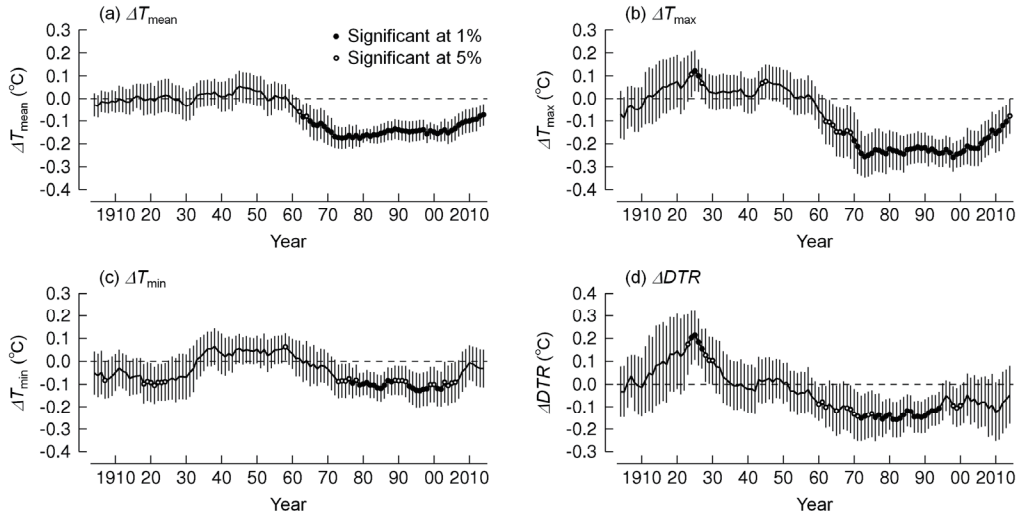 (a) ΔTmean
Significant at 1%
Significant at 5%
0.3
0.2
0.1
0.0
-0.1
-0.2
-0.3
-0.4
ΔTmean (°C)
1910 20 30 40 50 60 70 80 90 00 2010
Year
(b) ΔTmax
0.3
0.2
0.1
0.0
-0.1
-0.2
-0.3
-0.4
ΔTmax (°C)
1910 20 30 40 50 60 70 80 90 00 2010
Year
(c) ΔTmin
0.3
0.2
0.1
0.0
-0.1
-0.2
-0.3
-0.4
ΔTmin (°C)
1910 20 30 40 50 60 70 80 90 00 2010
Year
(d) ΔDTR
0.4
0.3
0.2
0.1
0.0
-0.1
-0.2
-0.3
ΔDTR (°C)
1910 20 30 40 50 60 70 80 90 00 2010
Year